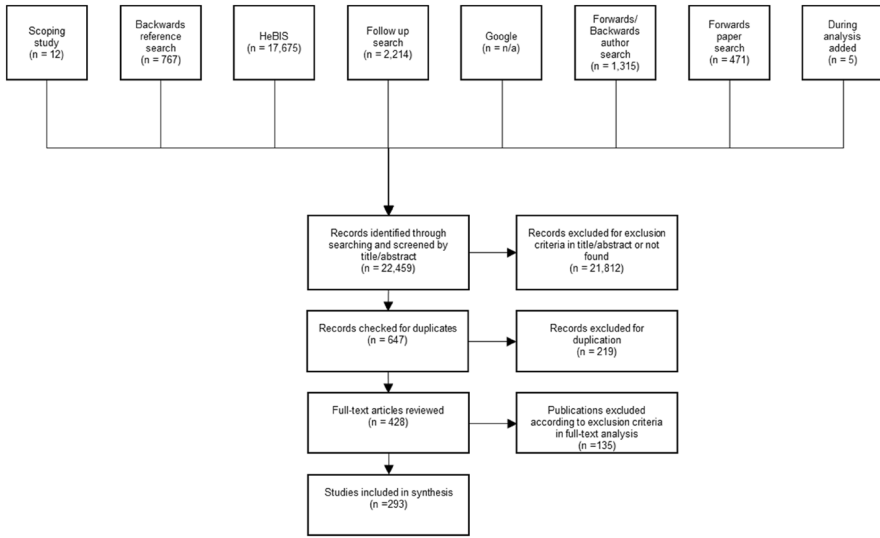 Scoping
study
(n = 12)
Backwards
reference
search
(n = 767)
HeBIS
(n = 17,675)
Follow up
search
(n = 2,214)
Google
(n = n/a)
Forwards/
Backwards
author
search
(n = 1,315)
Forwards
paper
search
(n = 471)
During
analysis
added
(n = 5)
Records identified through
searching and screened by
title/abstract
(n = 22,459)
Records excluded for exclusion
criteria in title/abstract or not
found
(n = 21,812)
Records checked for duplicates
(n = 647)
Records excluded for
duplication
(n = 219)
Full-text articles reviewed
(n = 428)
Publications excluded
according to exclusion criteria
in full-text analysis
(n =135)
Studies included in synthesis
(n =293)